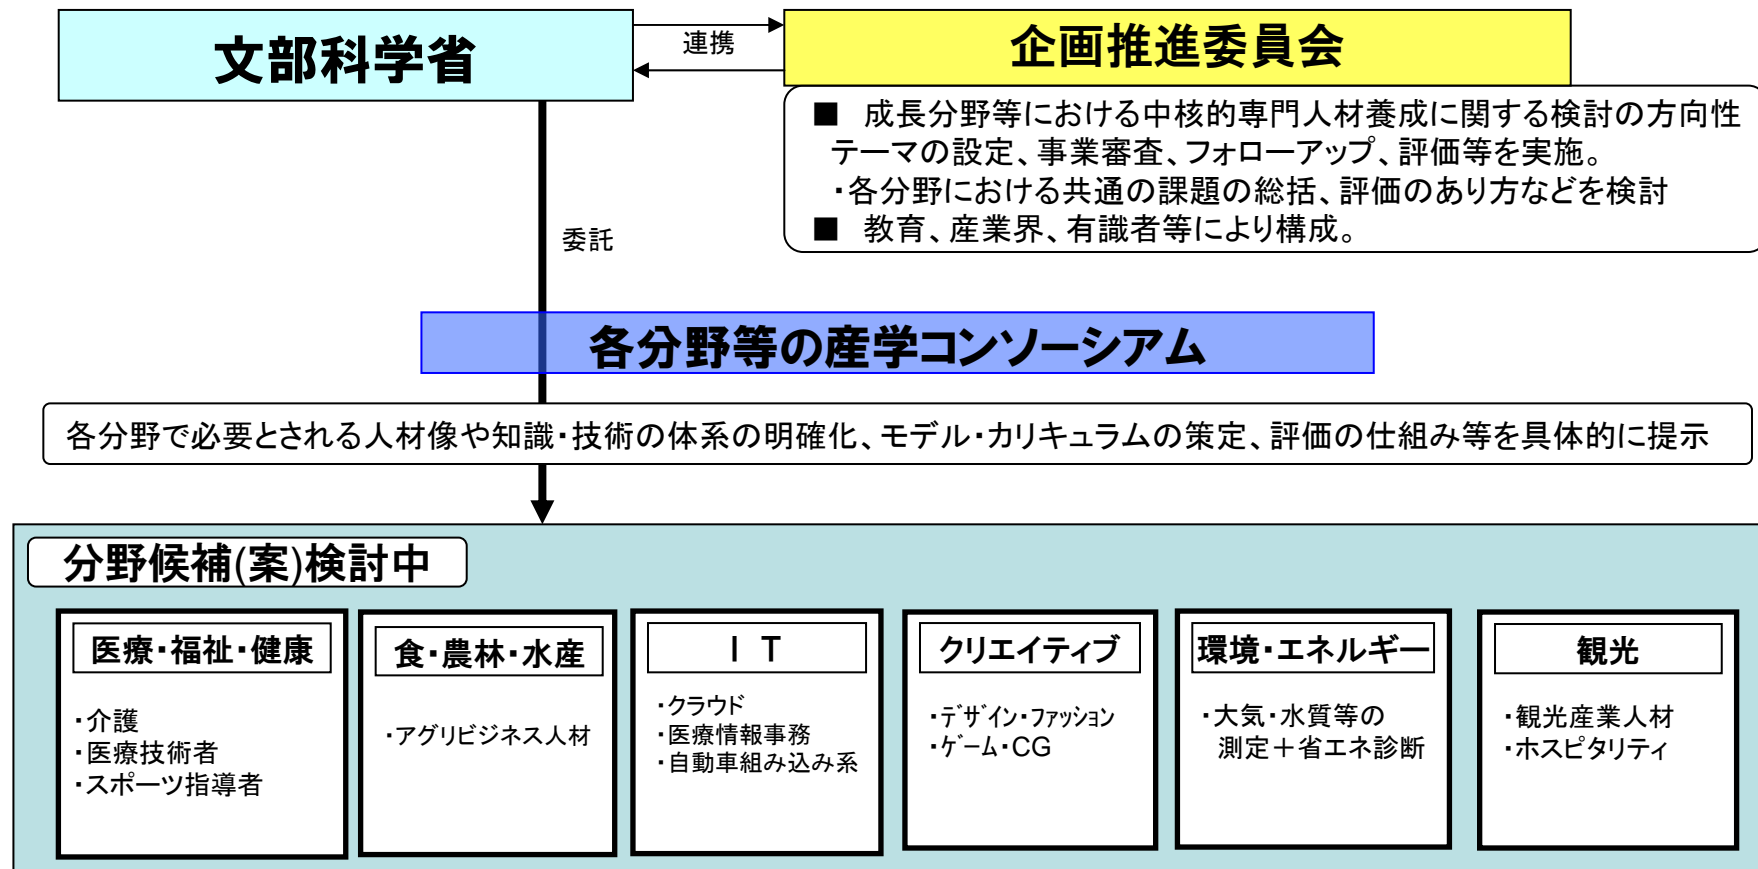 文部科学省
連携
企画推進委員会
■　成長分野等における中核的専門人材養成に関する検討の方向性
テーマの設定、事業審査、フォローアップ、評価等を実施。
・各分野における共通の課題の総括、評価のあり方などを検討
■　教育、産業界、有識者等により構成。
委託
各分野等の産学コンソーシアム
各分野で必要とされる人材像や知識・技術の体系の明確化、モデル・カリキュラムの策定、評価の仕組み等を具体的に提示
分野候補(案)検討中
医療・福祉・健康
・介護
・医療技術者
・スポーツ指導者
食・農林・水産
・アグリビジネス人材
ＩＴ
・クラウド
・医療情報事務
・自動車組み込み系
クリエイティブ
・ﾃﾞｻﾞｲﾝ・ﾌｧｯｼｮﾝ
・ｹﾞｰﾑ・CG
環境・エネルギー
・大気・水質等の
測定＋省エネ診断
観光
・観光産業人材
・ホスピタリティ